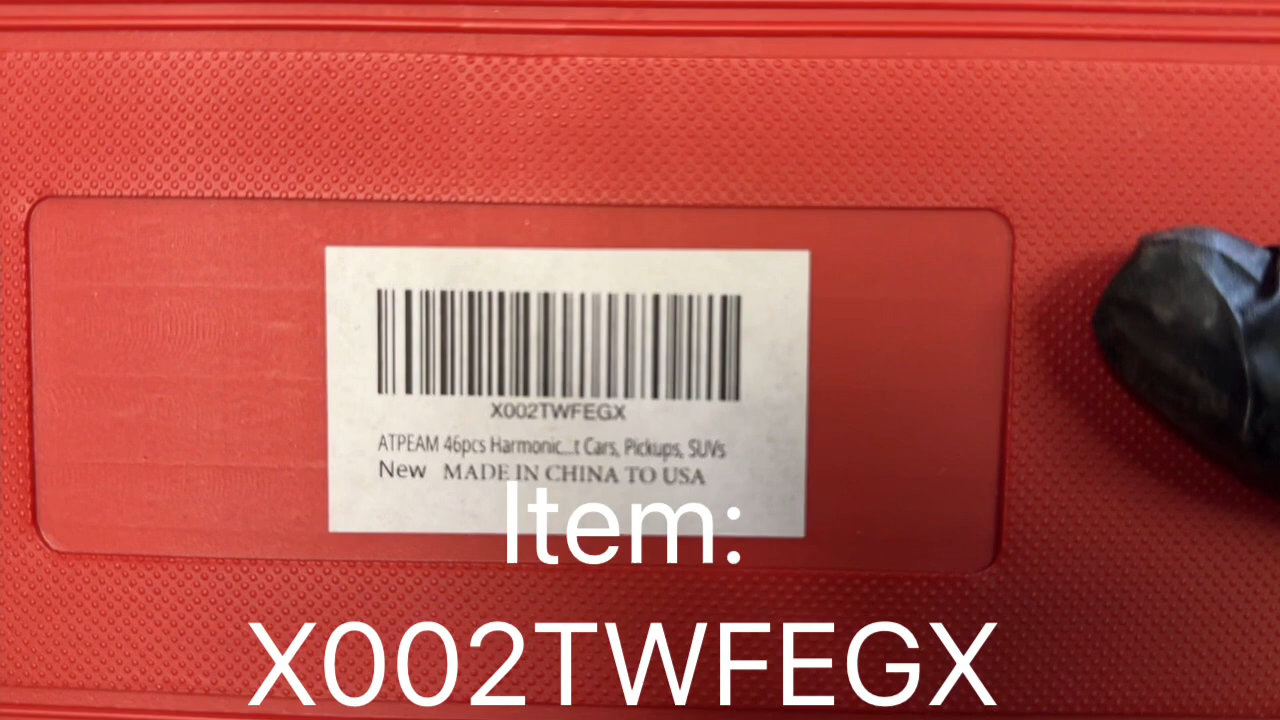 X002TWFEGX
ATPEAM 46pcs Harmonic...t Cars, Pickups, SUVs
New MADE IN CHINA TO USA
Item:
X002TWFEGX